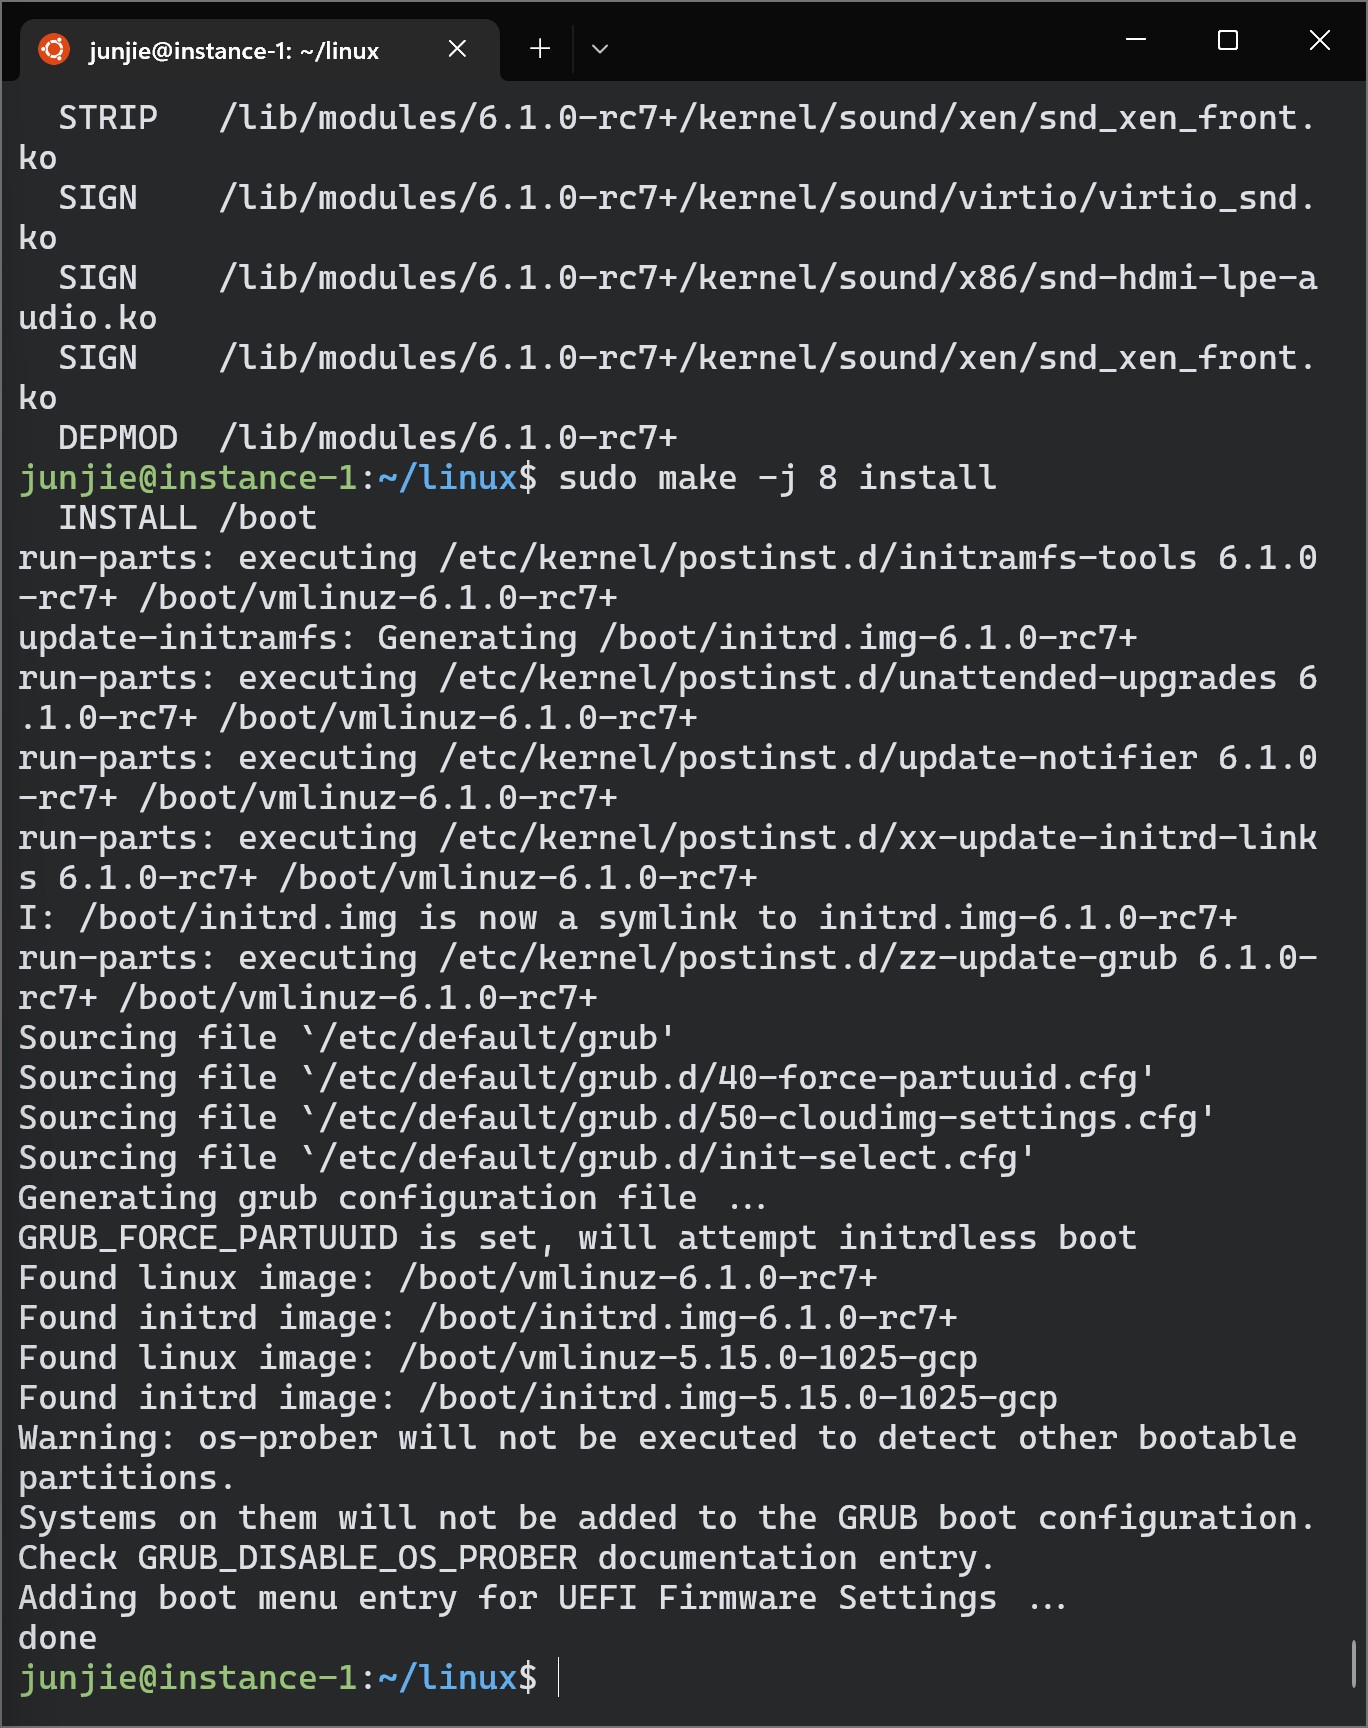 junjie@instance-1: ~/linux
  STRIP   /lib/modules/6.1.0-rc7+/kernel/sound/xen/snd_xen_front.
ko
  SIGN    /lib/modules/6.1.0-rc7+/kernel/sound/virtio/virtio_snd.
ko
  SIGN    /lib/modules/6.1.0-rc7+/kernel/sound/x86/snd-hdmi-lpe-a
udio.ko
  SIGN    /lib/modules/6.1.0-rc7+/kernel/sound/xen/snd_xen_front.
ko
  DEPMOD  /lib/modules/6.1.0-rc7+
junjie@instance-1:~/linux$ sudo make -j 8 install
  INSTALL /boot
run-parts: executing /etc/kernel/postinst.d/initramfs-tools 6.1.0
-rc7+ /boot/vmlinuz-6.1.0-rc7+
update-initramfs: Generating /boot/initrd.img-6.1.0-rc7+
run-parts: executing /etc/kernel/postinst.d/unattended-upgrades 6
.1.0-rc7+ /boot/vmlinuz-6.1.0-rc7+
run-parts: executing /etc/kernel/postinst.d/update-notifier 6.1.0
-rc7+ /boot/vmlinuz-6.1.0-rc7+
run-parts: executing /etc/kernel/postinst.d/xx-update-initrd-link
s 6.1.0-rc7+ /boot/vmlinuz-6.1.0-rc7+
I: /boot/initrd.img is now a symlink to initrd.img-6.1.0-rc7+
run-parts: executing /etc/kernel/postinst.d/zz-update-grub 6.1.0-
rc7+ /boot/vmlinuz-6.1.0-rc7+
Sourcing file `/etc/default/grub'
Sourcing file `/etc/default/grub.d/40-force-partuuid.cfg'
Sourcing file `/etc/default/grub.d/50-cloudimg-settings.cfg'
Sourcing file `/etc/default/grub.d/init-select.cfg'
Generating grub configuration file ...
GRUB_FORCE_PARTUUID is set, will attempt initrdless boot
Found linux image: /boot/vmlinuz-6.1.0-rc7+
Found initrd image: /boot/initrd.img-6.1.0-rc7+
Found linux image: /boot/vmlinuz-5.15.0-1025-gcp
Found initrd image: /boot/initrd.img-5.15.0-1025-gcp
Warning: os-prober will not be executed to detect other bootable
partitions.
Systems on them will not be added to the GRUB boot configuration.
Check GRUB_DISABLE_OS_PROBER documentation entry.
Adding boot menu entry for UEFI Firmware Settings ...
done
junjie@instance-1:~/linux$